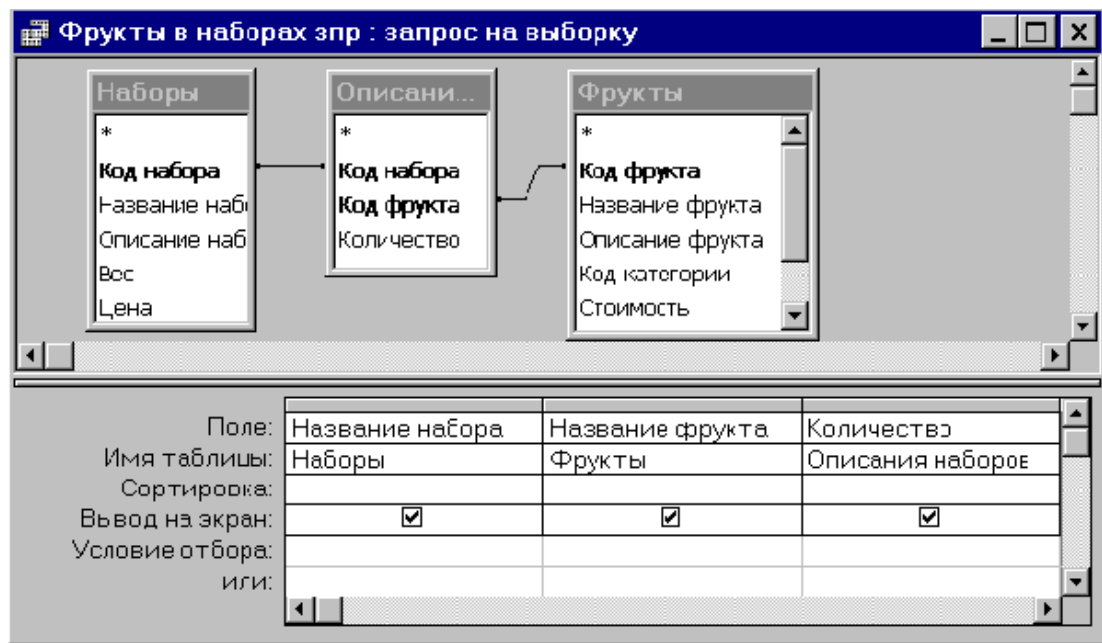 Фрукты в наборах зпр : запрос на выборку
Наборы
*
Код набора
Название наб
Описание наб
Вес
Цена
Описани...
*
Код набора
Код фрукта
Количество
Фрукты
*
Код фрукта
Название фрукта
Описание фрукта
Код категории
Стоимость
Поле: Название набора Название фрукта Количество
Имя таблицы: Наборы Фрукты Описания наборов
Сортировка:
Вывод на экран:
Условие отбора:
или: